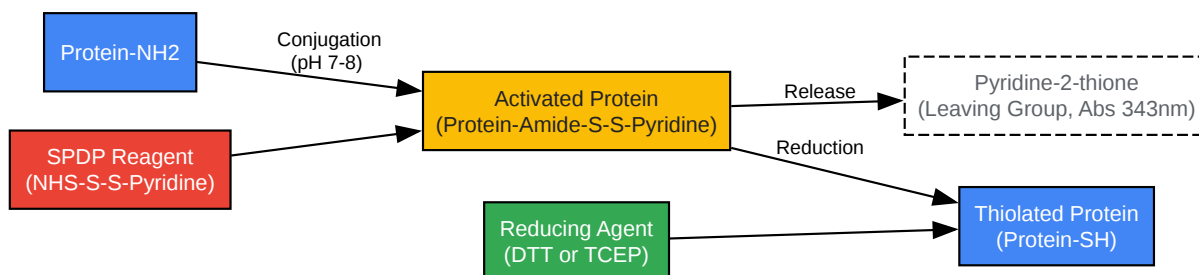 Protein-NH2
Conjugation
(pH 7-8)
SPDP Reagent
(NHS-S-S-Pyridine)
Activated Protein
(Protein-Amide-S-S-Pyridine)
Release
Pyridine-2-thione
(Leaving Group, Abs 343nm)
Reduction
Reducing Agent
(DTT or TCEP)
Thiolated Protein
(Protein-SH)